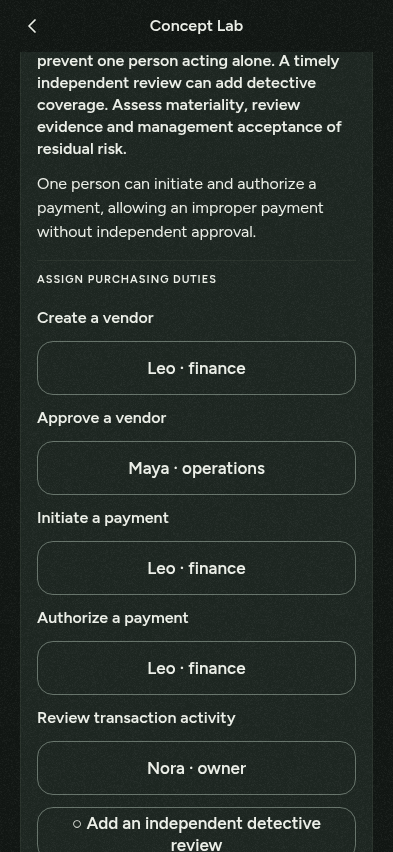 Concept Lab
prevent one person acting alone. A timely
independent review can add detective
coverage. Assess materiality, review
evidence and management acceptance of
residual risk.
One person can initiate and authorize a
payment, allowing an improper payment
without independent approval.
ASSIGN PURCHASING DUTIES
Create a vendor
Leo · finance
Approve a vendor
Maya · operations
Initiate a payment
Leo · finance
Authorize a payment
Leo · finance
Review transaction activity
Nora · owner
○ Add an independent detective
review